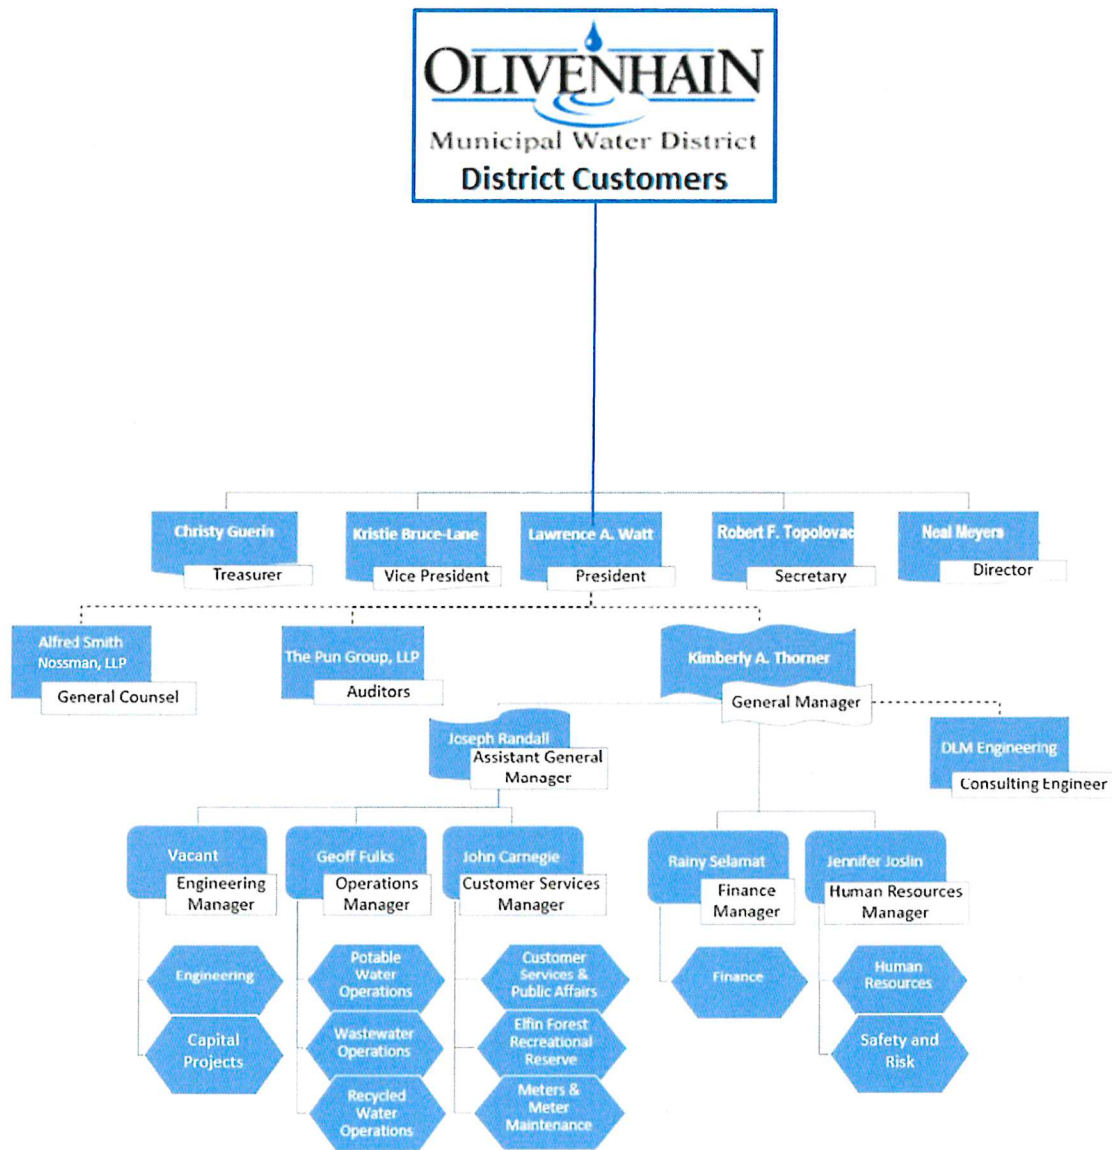 OLIVENHAIN
Municipal Water District
District Customers
Christy Guerin
Treasurer
Kristie Bruce-Lane
Vice President
Lawrence A. Watt
President
Robert F. Topolovac
Secretary
Neal Meyers
Director
Alfred Smith
Nossman, LLP
General Counsel
The Pun Group, LLP
Auditors
Kimberly A. Thorner
General Manager
Joseph Randall
Assistant General
Manager
DLM Engineering
Consulting Engineer
Vacant
Engineering
Manager
Geoff Fulks
Operations
Manager
John Carnegie
Customer Services
Manager
Rainy Selamat
Finance
Manager
Jennifer Joslin
Human Resources
Manager
Engineering
Capital
Projects
Potable
Water
Operations
Wastewater
Operations
Recycled
Water
Operations
Customer
Services &
Public Affairs
Elfin Forest
Recreational
Reserve
Meters &
Meter
Maintenance
Finance
Human
Resources
Safety and
Risk